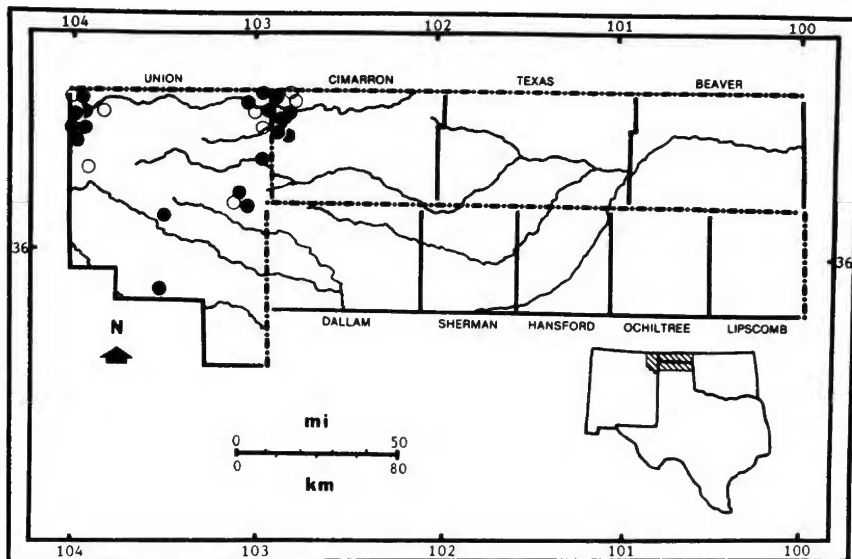 104 103 102 101 100
UNION CIMARRON TEXAS BEAVER
36 36
DALLAM SHERMAN HANSFORD OCHILTREE LIPSCOMB
N
mi
0 50
0 80
km
104 103 102 101 100